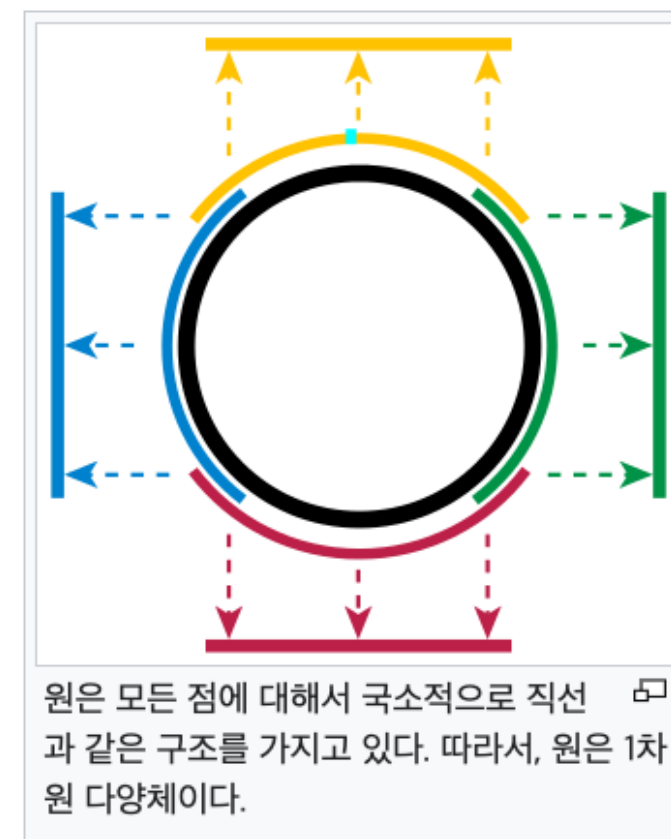 원은 모든 점에 대해서 국소적으로 직선
과 같은 구조를 가지고 있다. 따라서, 원은 1차
원 다양체이다.